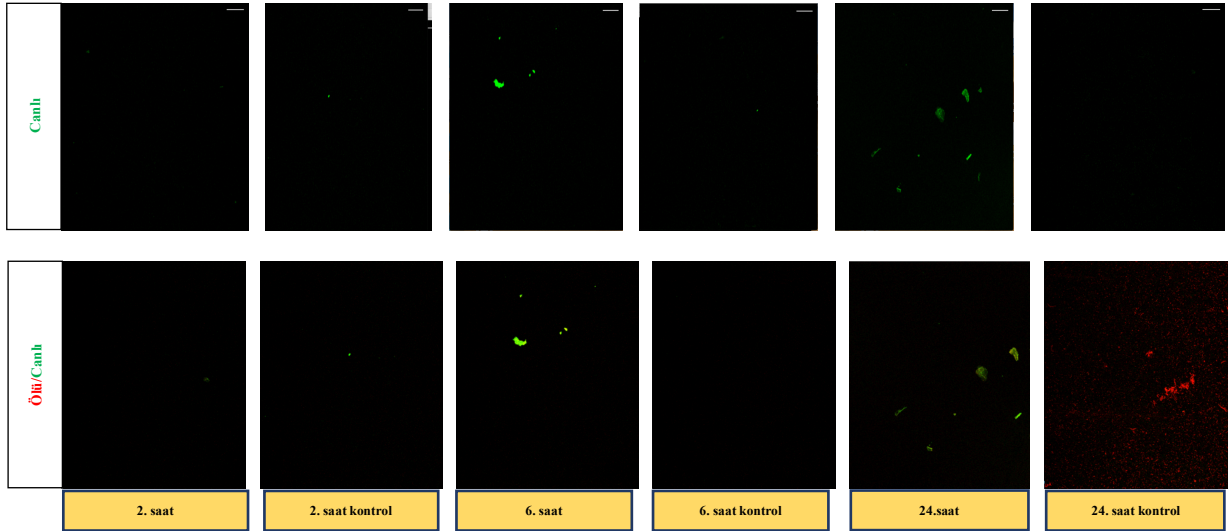 Canlı
Ölü/Canlı
2. saat
2. saat kontrol
6. saat
6. saat kontrol
24.saat
24. saat kontrol